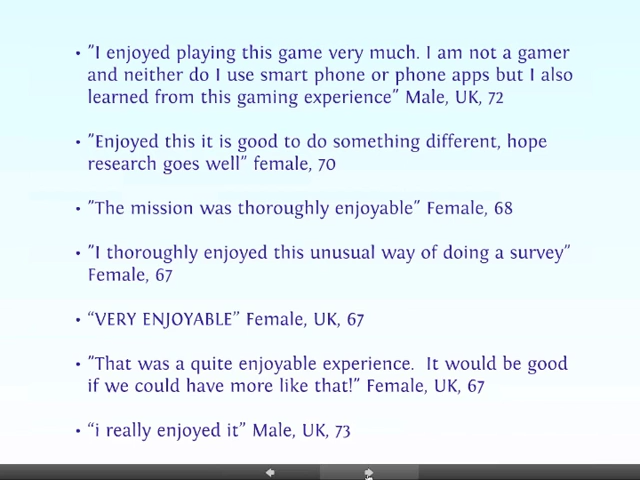 • "I enjoyed playing this game very much. I am not a gamer
and neither do I use smart phone or phone apps but I also
learned from this gaming experience" Male, UK, 72
• "Enjoyed this it is good to do something different, hope
research goes well" female, 70
• "The mission was thoroughly enjoyable" Female, 68
• "I thoroughly enjoyed this unusual way of doing a survey"
Female, 67
• “VERY ENJOYABLE” Female, UK, 67
• "That was a quite enjoyable experience.  It would be good
if we could have more like that!" Female, UK, 67
• “i really enjoyed it” Male, UK, 73